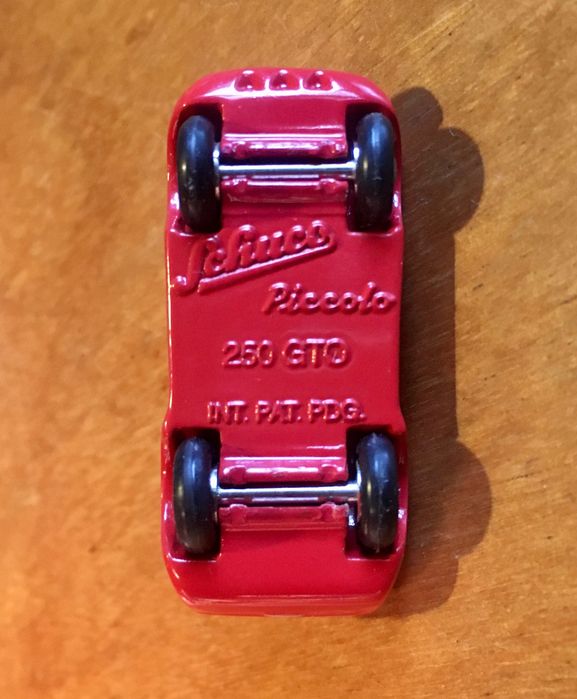 Schuco
Piccolo
250 GTO
INT. PAT. PDG.